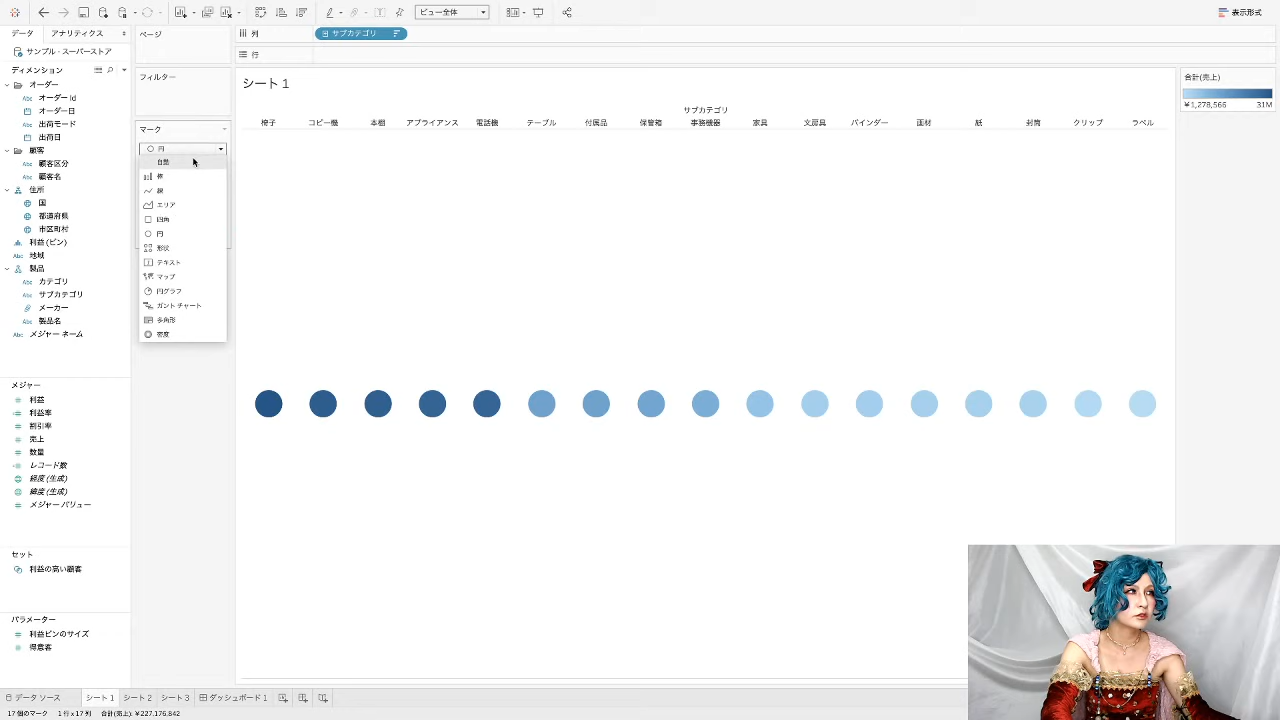 ビュー全体
表示形式
データ
アナリティクス
サンプル - スーパーストア
ディメンション
オーダー
Abc オーダー Id
オーダー日
Abc 出荷モード
出荷日
顧客
Abc 顧客区分
Abc 顧客名
住所
国
都道府県
市区町村
利益 (ビン)
Abc 地域
製品
Abc カテゴリ
Abc サブカテゴリ
メーカー
Abc 製品名
Abc メジャー ネーム
メジャー
利益
利益率
割引率
売上
数量
レコード数
経度 (生成)
緯度 (生成)
メジャー バリュー
セット
利益の高い顧客
パラメーター
利益ビンのサイズ
得意客
ページ
フィルター
マーク
円
自動
棒
線
エリア
四角
円
形状
テキスト
マップ
円グラフ
ガント チャート
多角形
密度
列
サブカテゴリ
行
シート 1
サブカテゴリ
椅子 コピー機 本棚 アプライアンス 電話機 テーブル 付属品 保管箱 事務機器 家具 文房具 バインダー 画材 紙 封筒 クリップ ラベル
合計(売上)
¥1,278,566 31M
データ ソース シート 1 シート 2 シート 3 ダッシュボード 1
17 個のマーク 1 行 x 17 列 合計(売上): ¥227,176,842